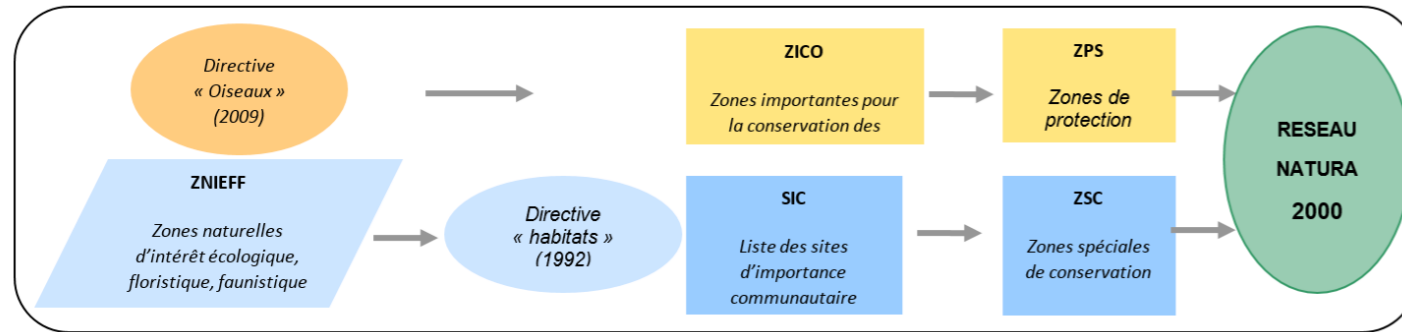 Directive
« Oiseaux »
(2009)
ZICO
Zones importantes pour
la conservation des
ZPS
Zones de
protection
ZNIEFF
Zones naturelles
d’intérêt écologique,
floristique, faunistique
Directive
« habitats »
(1992)
SIC
Liste des sites
d’importance
communautaire
ZSC
Zones spéciales
de conservation
RESEAU
NATURA
2000